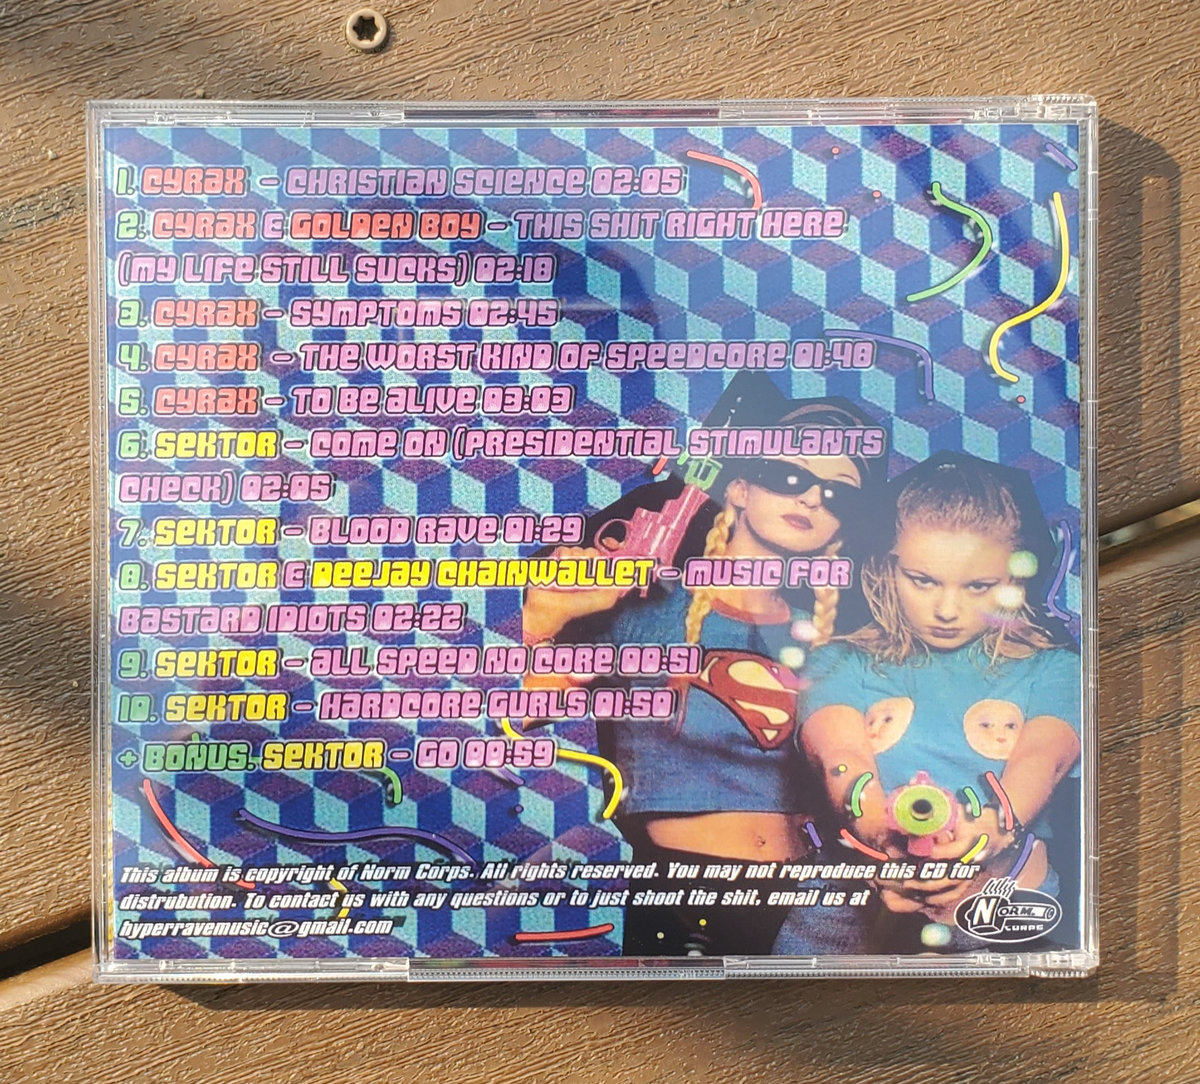 1. CYRAX - CHRISTIAN SCIENCE 02:05
2. CYRAX E GOLDEN BOY - THIS SHIT RIGHT HERE
(MY LIFE STILL SUCKS) 02:18
3. CYRAX - SYMPTOMS 02:45
4. CYRAX - THE WORST KIND OF SPEEDCORE 01:48
5. CYRAX - TO BE ALIVE 03:03
6. SEKTOR - COME ON (PRESIDENTIAL STIMULANTS
CHECK) 02:05
7. SEKTOR - BLOOD RAVE 01:29
8. SEKTOR E DEEJAY CHAINWALLET - MUSIC FOR
BASTARD IDIOTS 02:22
9. SEKTOR - ALL SPEED NO CORE 00:51
10. SEKTOR - HARDCORE GURLS 01:50
+ BONUS. SEKTOR - GO 00:59
This album is copyright of Norm Corps. All rights reserved. You may not reproduce this CD for
distrubution. To contact us with any questions or to just shoot the shit, email us at
hyperravemusic@gmail.com
NORM
CORPS